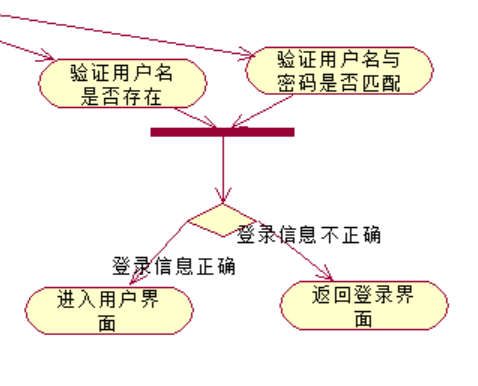 验证用户名
是否存在
验证用户名与
密码是否匹配
登录信息不正确
登录信息正确
进入用户界
面
返回登录界
面